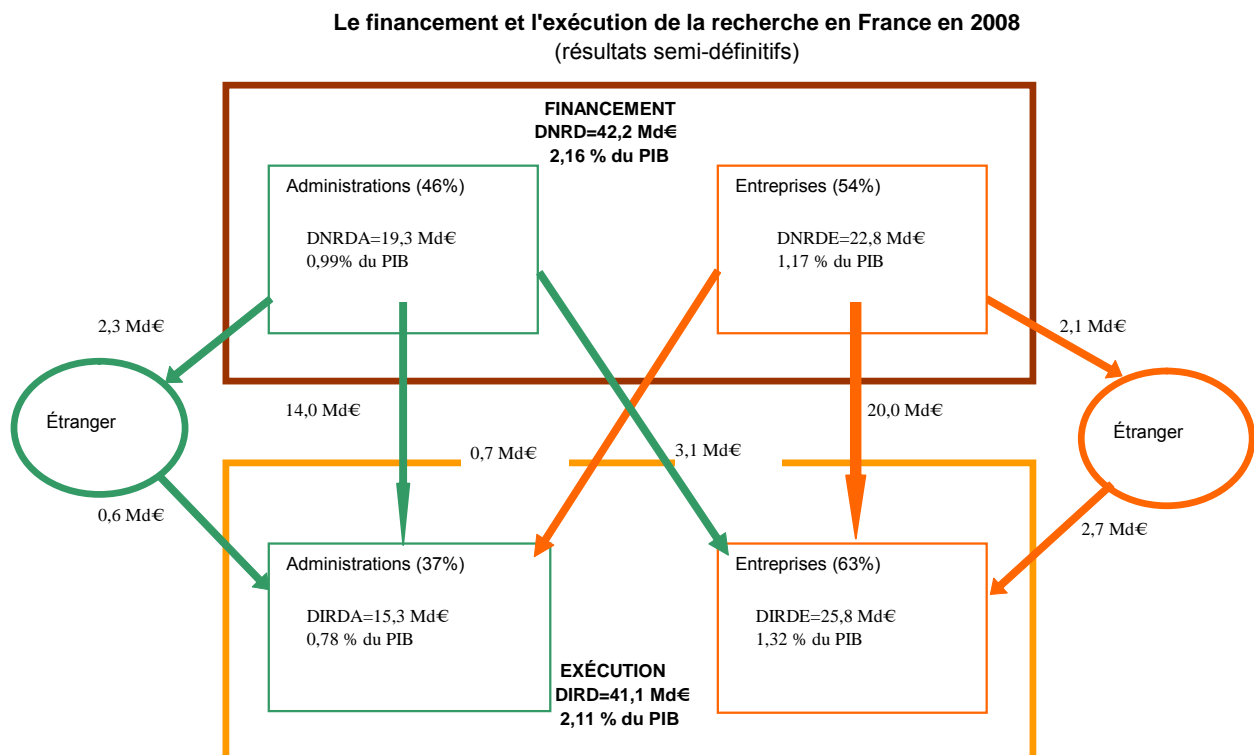 Le financement et l'exécution de la recherche en France en 2008
(résultats semi-définitifs)
FINANCEMENT
DNRD=42,2 Md€
2,16 % du PIB
Administrations (46%)
DNRDA=19,3 Md€
0,99% du PIB
Entreprises (54%)
DNRDE=22,8 Md€
1,17 % du PIB
2,3 Md€
2,1 Md€
Étranger
14,0 Md€
20,0 Md€
Étranger
0,7 Md€
3,1 Md€
0,6 Md€
2,7 Md€
Administrations (37%)
DIRDA=15,3 Md€
0,78 % du PIB
Entreprises (63%)
DIRDE=25,8 Md€
1,32 % du PIB
EXÉCUTION
DIRD=41,1 Md€
2,11 % du PIB